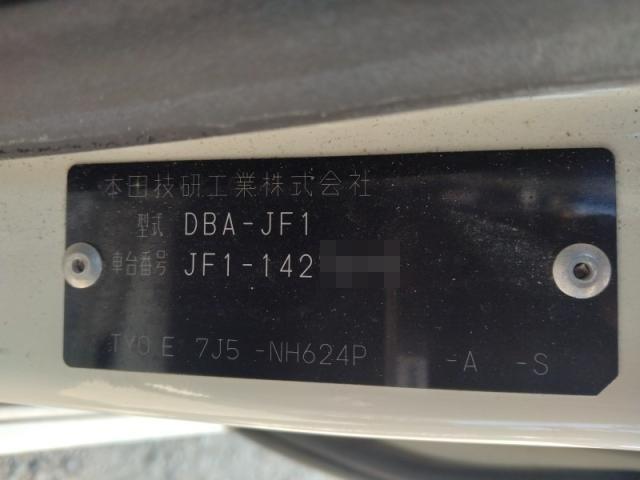 本田技研工業株式会社
型式 DBA-JF1
車台番号 JF1-142
TYO.E 7J5 -NH624P -A -S